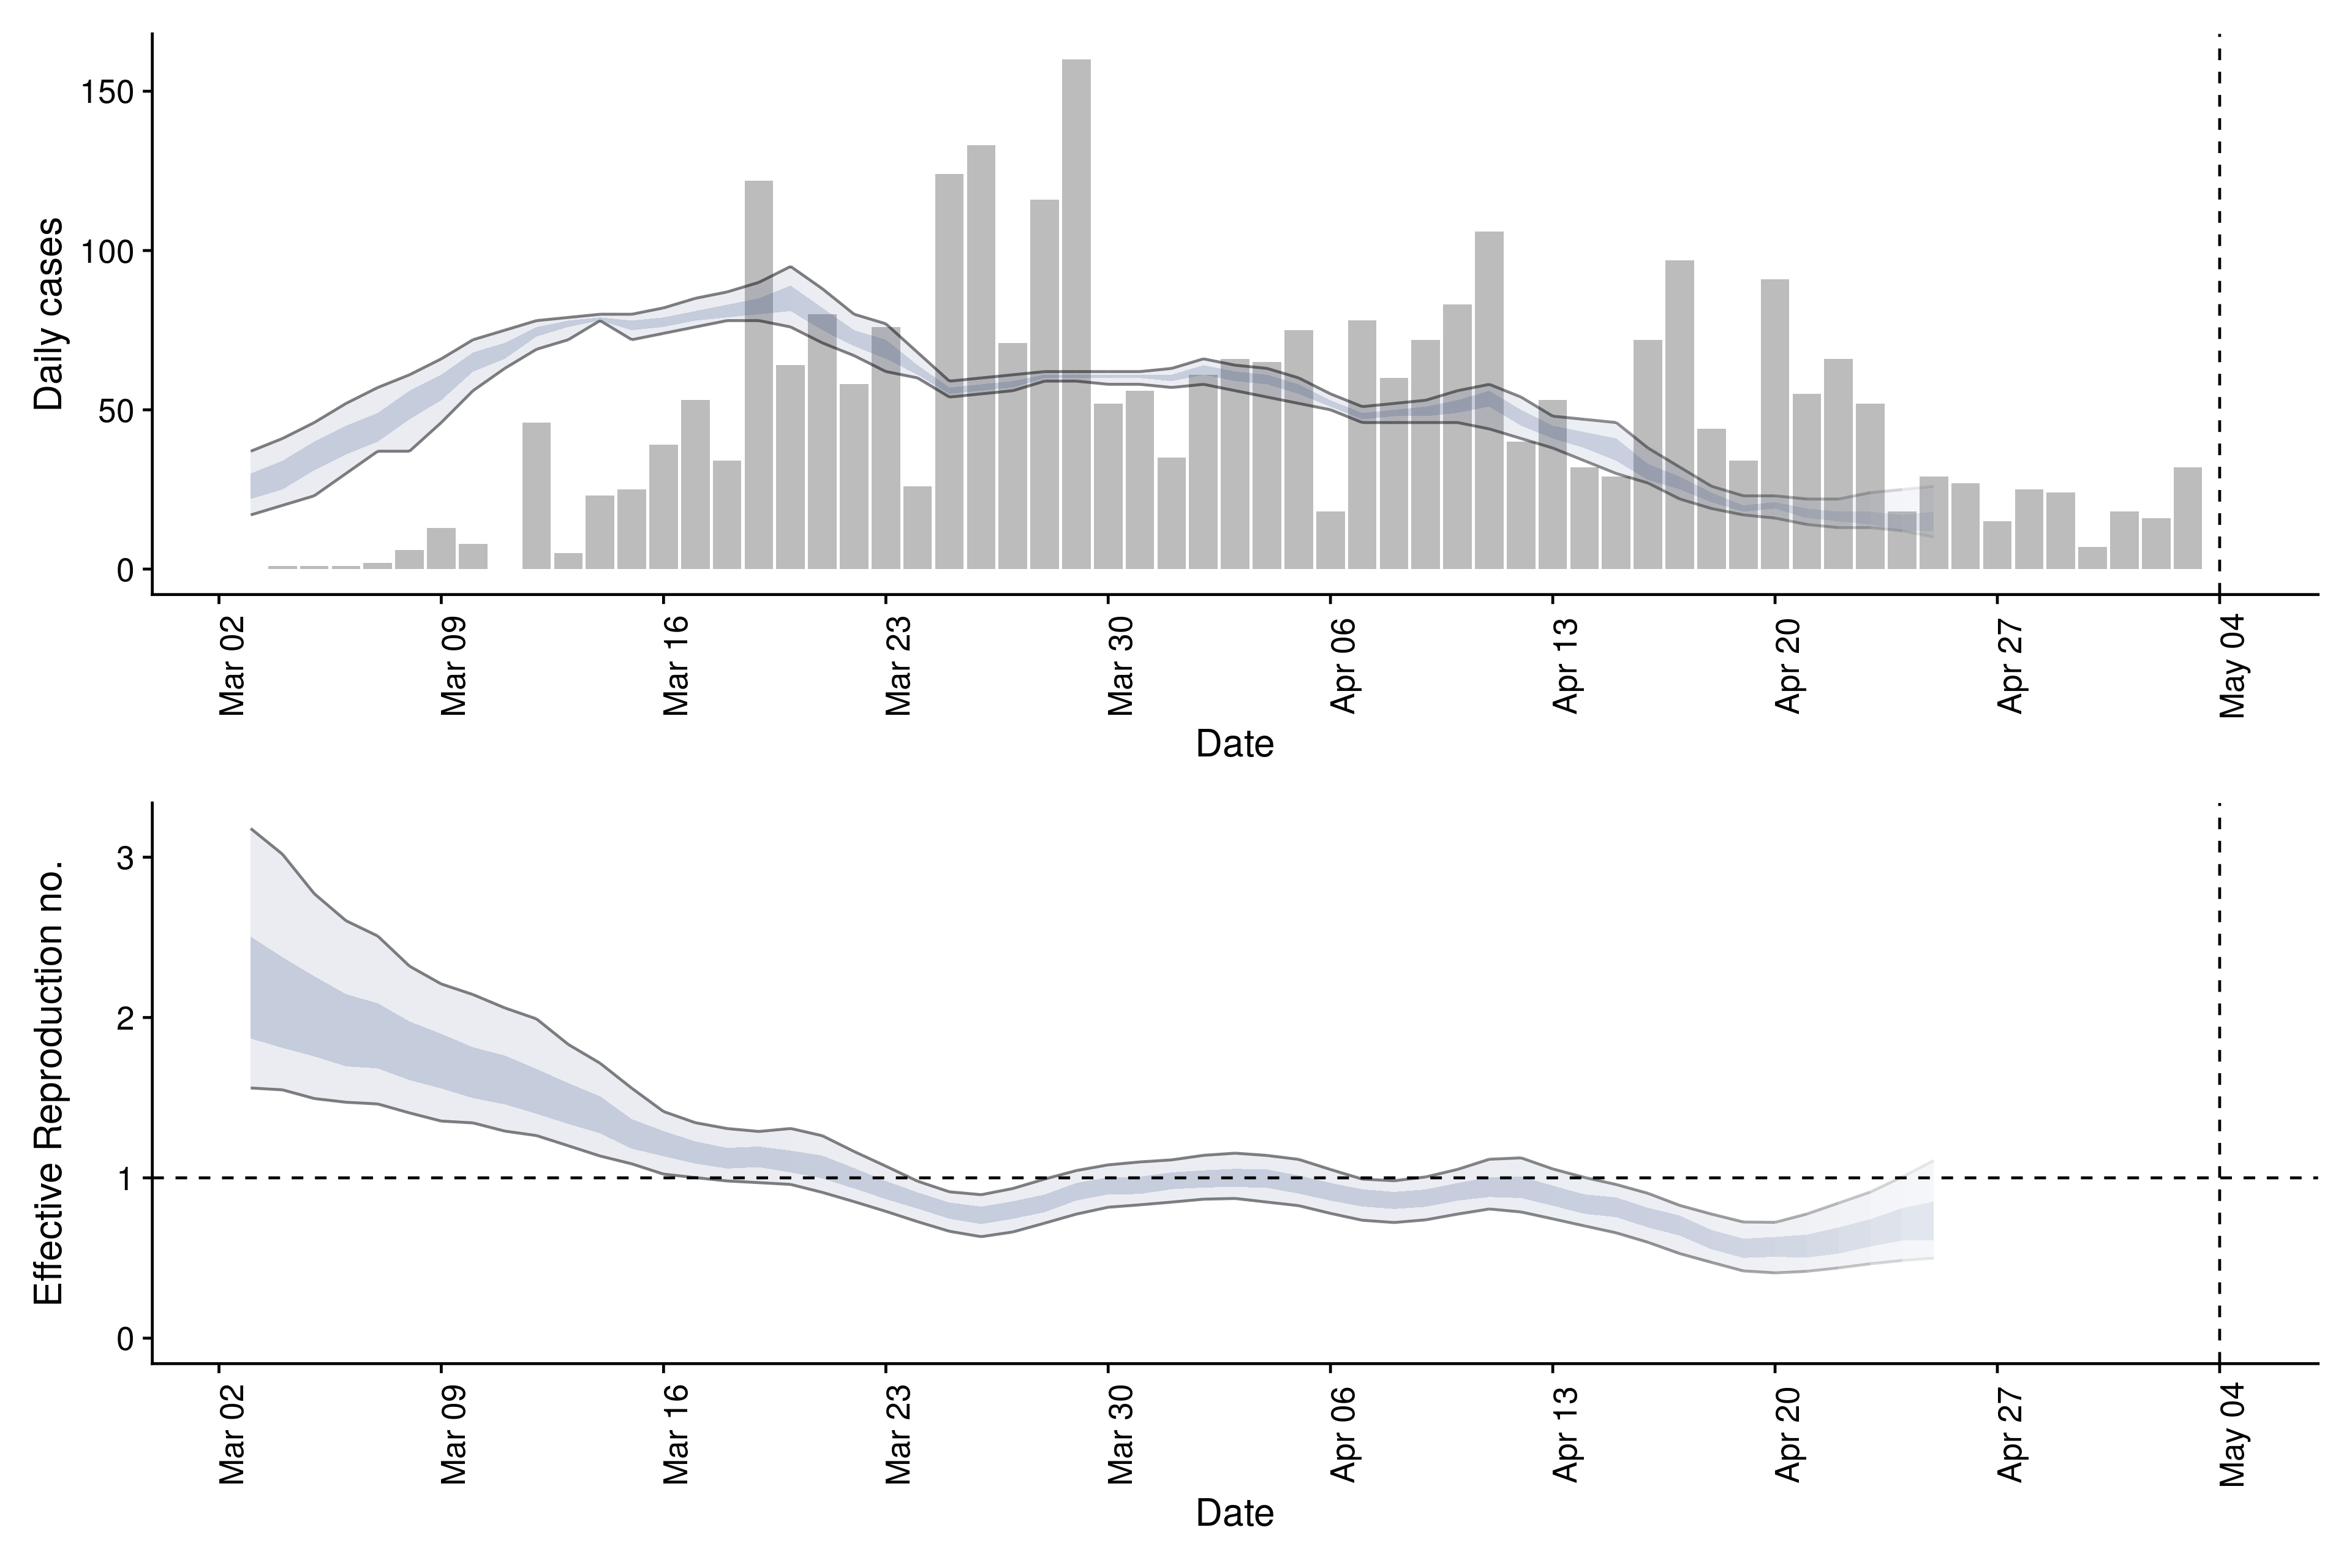 Daily cases
150
100
50
0
Mar 02
Mar 09
Mar 16
Mar 23
Mar 30
Apr 06
Apr 13
Apr 20
Apr 27
May 04
Date
Effective Reproduction no.
3
2
1
0
Mar 02
Mar 09
Mar 16
Mar 23
Mar 30
Apr 06
Apr 13
Apr 20
Apr 27
May 04
Date